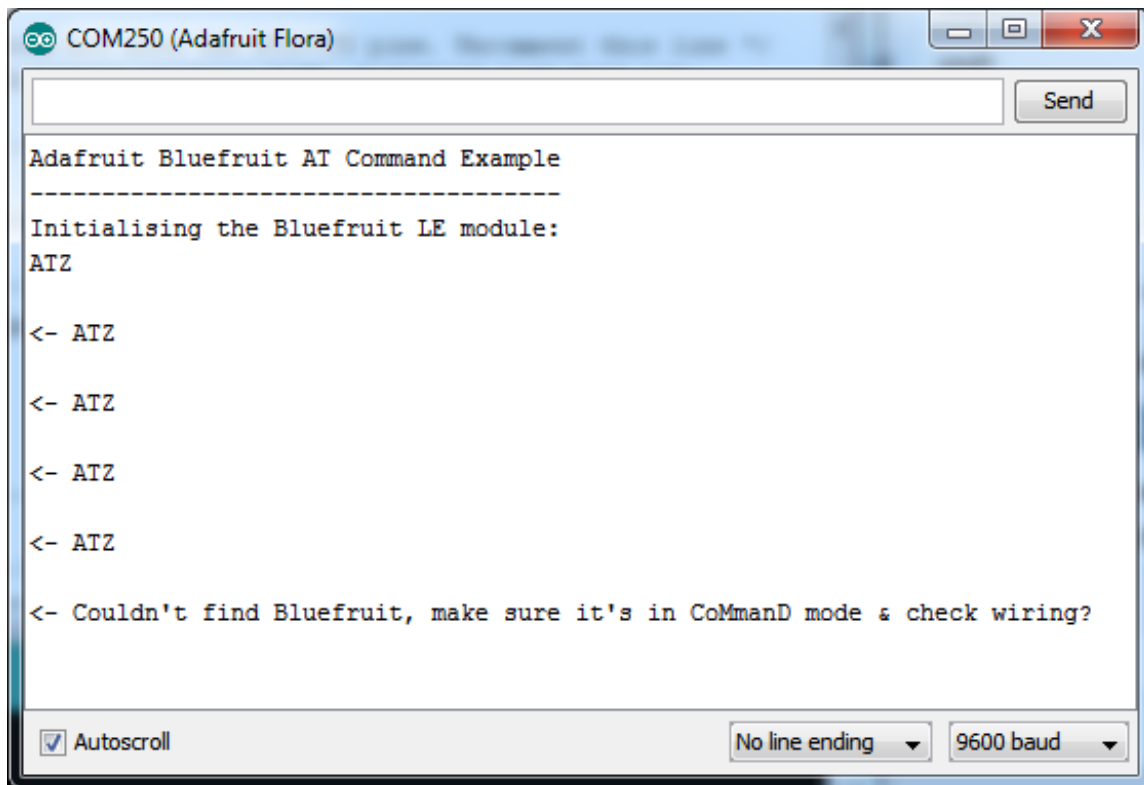 COM250 (Adafruit Flora)
Send
Adafruit Bluefruit AT Command Example
-------------------------------------
Initialising the Bluefruit LE module:
ATZ
<- ATZ
<- ATZ
<- ATZ
<- ATZ
<- Couldn't find Bluefruit, make sure it's in CoMmanD mode & check wiring?
Autoscroll
No line ending
9600 baud